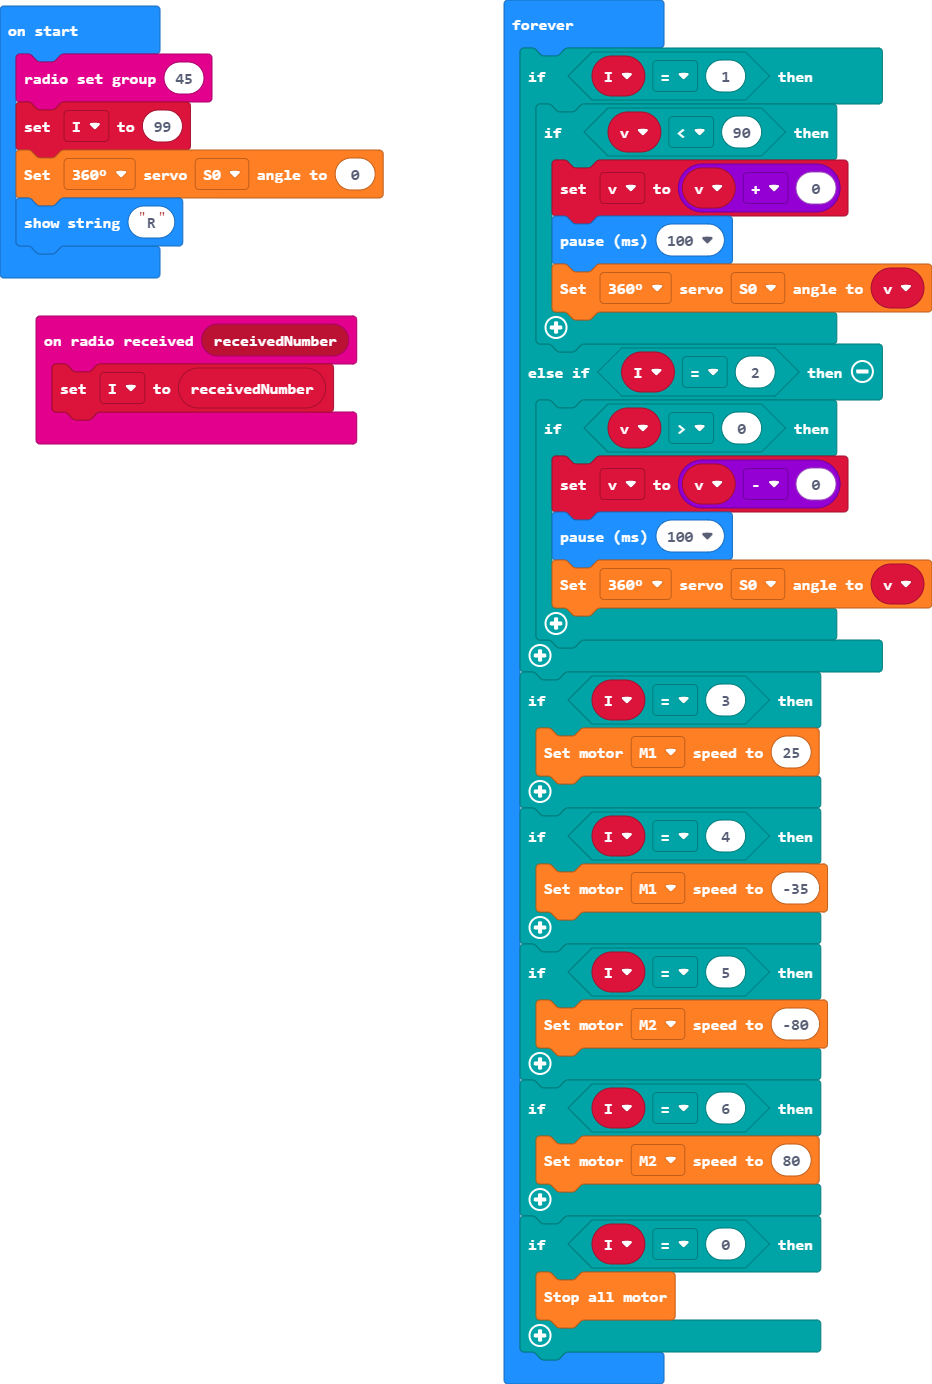 on start
radio set group 45
set I to 99
Set 360º servo S0 angle to 0
show string "R"
on radio received receivedNumber
set I to receivedNumber
forever
if I = 1 then
if v < 90 then
set v to v + 0
pause (ms) 100
Set 360º servo S0 angle to v
else if I = 2 then
if v > 0 then
set v to v - 0
pause (ms) 100
Set 360º servo S0 angle to v
if I = 3 then
Set motor M1 speed to 25
if I = 4 then
Set motor M1 speed to -35
if I = 5 then
Set motor M2 speed to -80
if I = 6 then
Set motor M2 speed to 80
if I = 0 then
Stop all motor